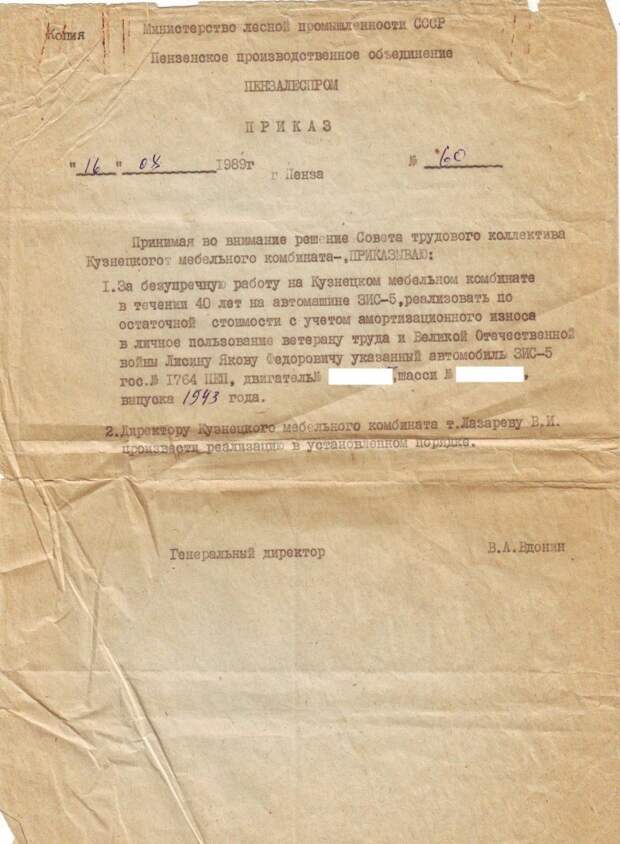 Копия
Министерство лесной промышленности СССР
Пензенское производственное объединение
ПЕНЗАЛЕСПРОМ
ПРИКАЗ
"16" 08 1989г № 60
г Пенза
Принимая во внимание решение Совета трудового коллектива
Кузнецкогот мебельного комбината-,ПРИКАЗЫВАЮ:
1.За безупречную работу на Кузнецком мебельном комбинате
в течении 40 лет на автомашине ЗИС-5,реализовать по
остаточной стоимости с учетом амортизационного износа
в личное пользование ветерану труда и Великой Отечественной
войны Лисину Якову Федоровичу указанный автомобиль ЗИС-5
гос.№ 1764 ПЕП, двигатель№ ,шасси № ,
выпуска 1943 года.
2.Директору Кузнецкого мебельного комбината т.Лазареву В.И.
произвести реализацию в установленном порядке.
Генеральный директор В.А.Вдонин